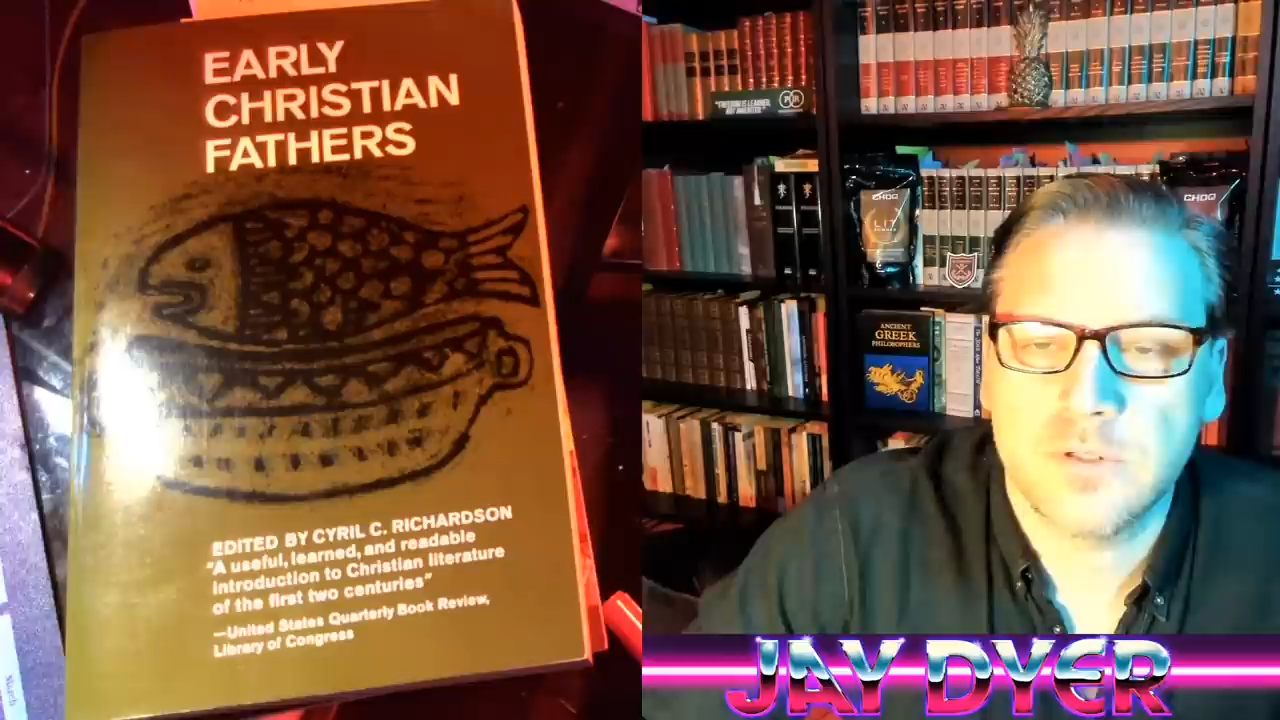 EARLY
CHRISTIAN
FATHERS
EDITED BY CYRIL C. RICHARDSON
"A useful, learned, and readable
introduction to Christian literature
of the first two centuries"
—United States Quarterly Book Review,
Library of Congress
CHOQ
LIT
CHOQ
ANCIENT
GREEK
PHILOSOPHERS
JAY DYER